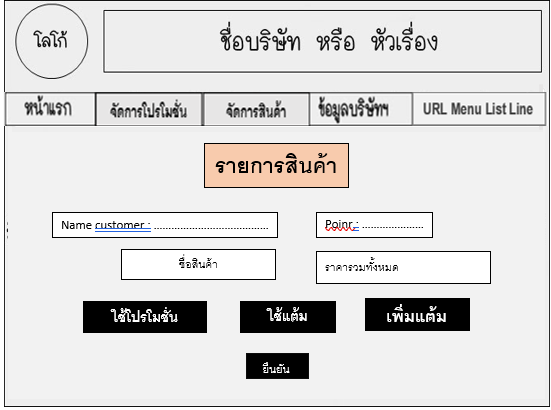 โลโก้
ชื่อบริษัท หรือ หัวเรื่อง
หน้าแรก จัดการโปรโมชั่น จัดการสินค้า ข้อมูลบริษัทฯ URL Menu List Line
รายการสินค้า
Name customer : ........................................ Poinr : ......................
ชื่อสินค้า ราคารวมทั้งหมด
ใช้โปรโมชั่น ใช้แต้ม เพิ่มแต้ม
ยืนยัน